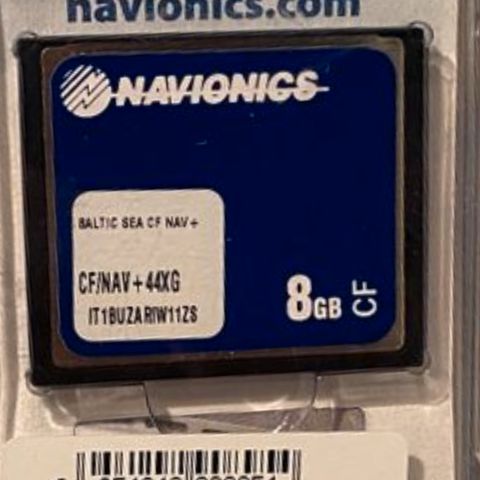 navionics.com
NAVIONICS
BALTIC SEA CF NAV+
CF/NAV+44XG
IT1BUZARIW11ZS
8GB CF